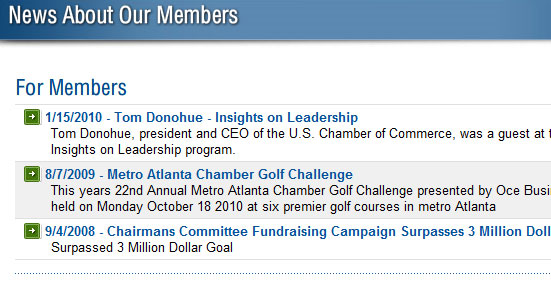 News About Our Members
For Members
1/15/2010 - Tom Donohue - Insights on Leadership
Tom Donohue, president and CEO of the U.S. Chamber of Commerce, was a guest at
Insights on Leadership program.
8/7/2009 - Metro Atlanta Chamber Golf Challenge
This years 22nd Annual Metro Atlanta Chamber Golf Challenge presented by Oce
held on Monday October 18 2010 at six premier golf courses in metro Atlanta
9/4/2008 - Chairmans Committee Fundraising Campaign Surpasses 3 Million
Surpassed 3 Million Dollar Goal